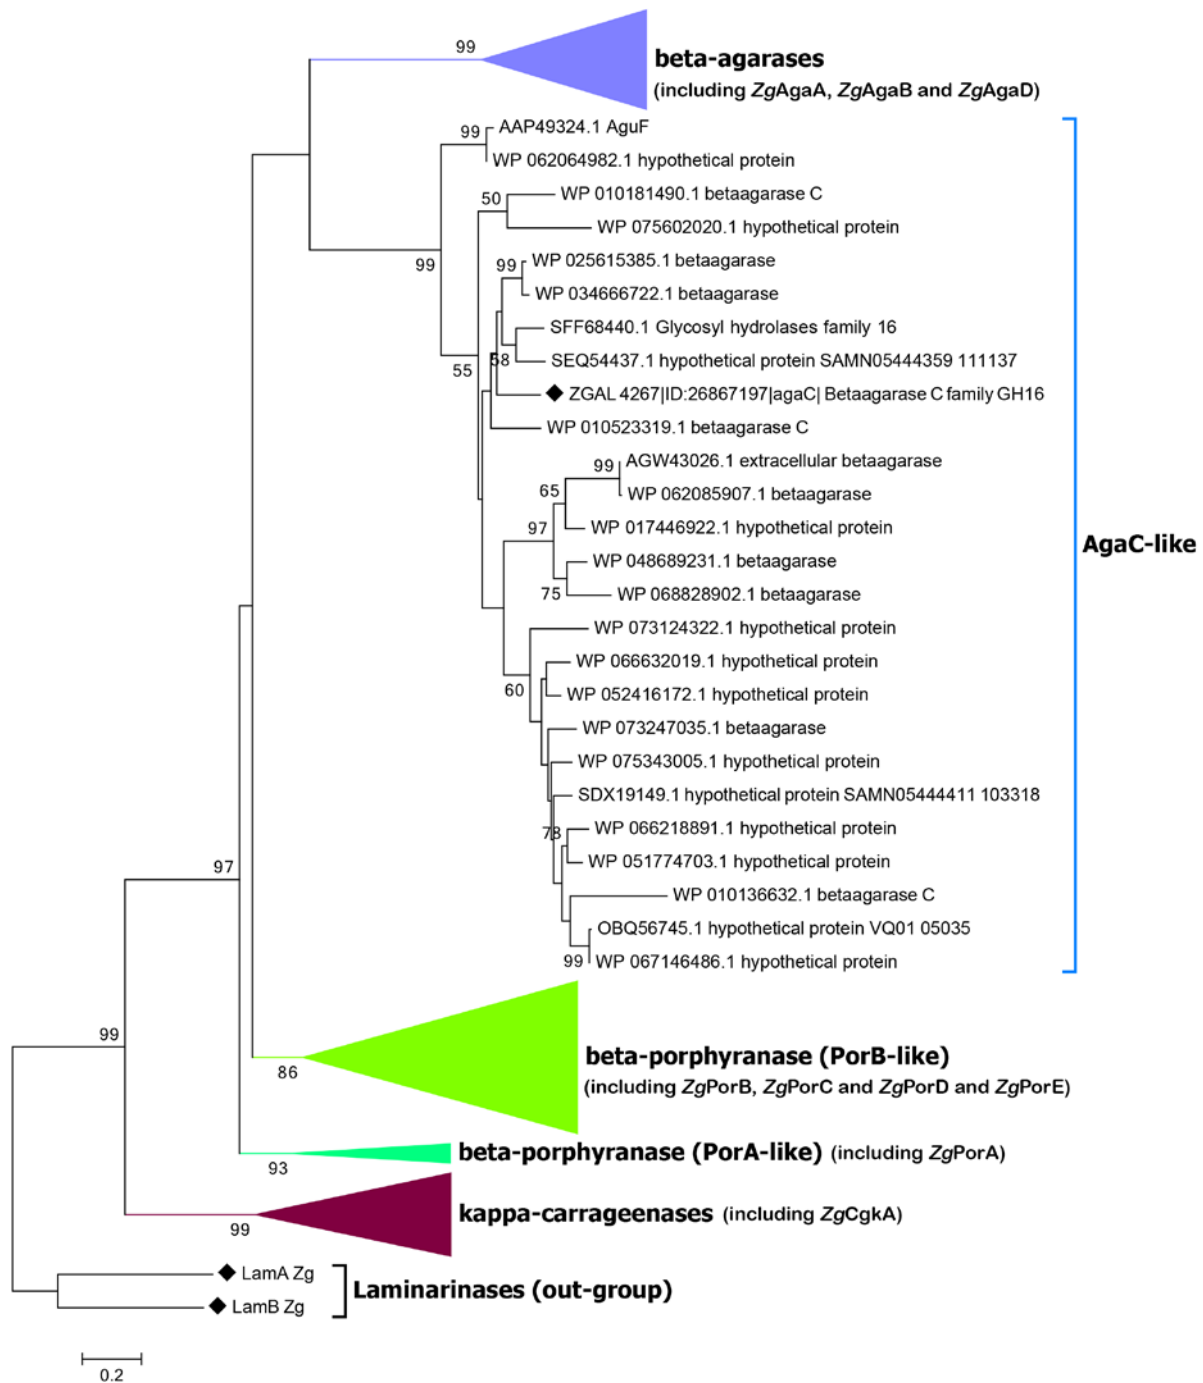 99
beta-agarases
(including ZgAgaA, ZgAgaB and ZgAgaD)
99 AAP49324.1 AguF
WP 062064982.1 hypothetical protein
WP 010181490.1 betaagarase C
50
WP 075602020.1 hypothetical protein
99 WP 025615385.1 betaagarase
99
WP 034666722.1 betaagarase
SFF68440.1 Glycosyl hydrolases family 16
58 SEQ54437.1 hypothetical protein SAMN05444359 111137
55
ZGAL 4267|ID:26867197|agaC| Betaagarase C family GH16
WP 010523319.1 betaagarase C
99 AGW43026.1 extracellular betaagarase
65 WP 062085907.1 betaagarase
97 WP 017446922.1 hypothetical protein
AgaC-like
WP 048689231.1 betaagarase
75 WP 068828902.1 betaagarase
WP 073124322.1 hypothetical protein
WP 066632019.1 hypothetical protein
60 WP 052416172.1 hypothetical protein
WP 073247035.1 betaagarase
WP 075343005.1 hypothetical protein
SDX19149.1 hypothetical protein SAMN05444411 103318
78 WP 066218891.1 hypothetical protein
WP 051774703.1 hypothetical protein
97
WP 010136632.1 betaagarase C
OBQ56745.1 hypothetical protein VQ01 05035
99 WP 067146486.1 hypothetical protein
99
beta-porphyranase (PorB-like)
86
(including ZgPorB, ZgPorC and ZgPorD and ZgPorE)
beta-porphyranase (PorA-like) (including ZgPorA)
93
kappa-carrageenases (including ZgCgkA)
99
LamA Zg
Laminarinases (out-group)
LamB Zg
0.2